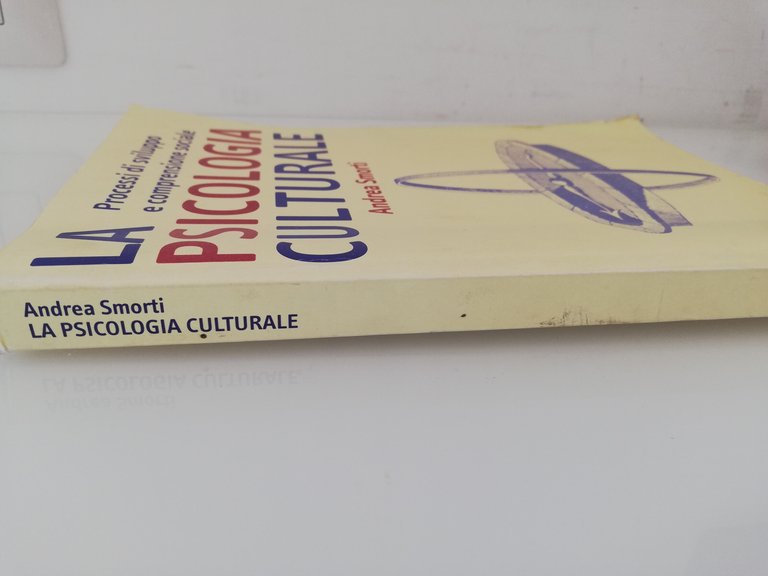 Processi di sviluppo
e comprensione sociale
LA
PSICOLOGIA
CULTURALE
Andrea Smorti
Andrea Smorti
LA PSICOLOGIA CULTURALE